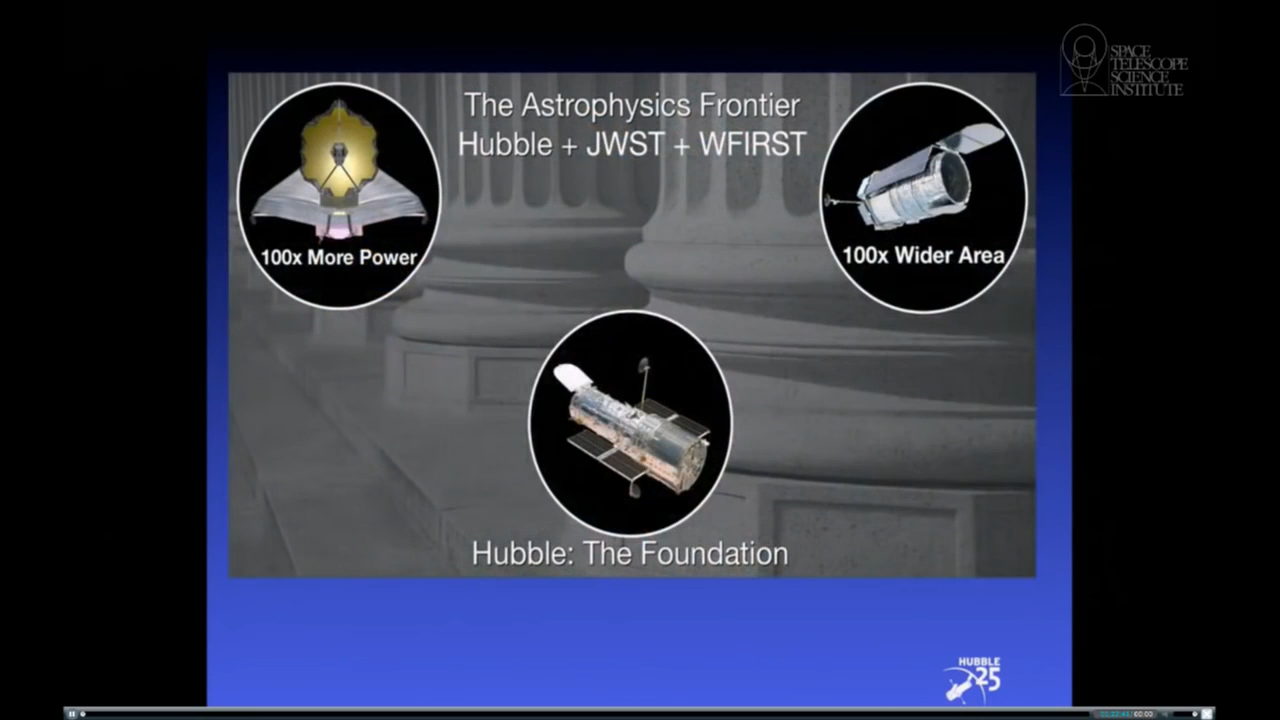 SPACE
TELESCOPE
SCIENCE
INSTITUTE
The Astrophysics Frontier
Hubble + JWST + WFIRST
100x More Power
100x Wider Area
Hubble: The Foundation
HUBBLE
25